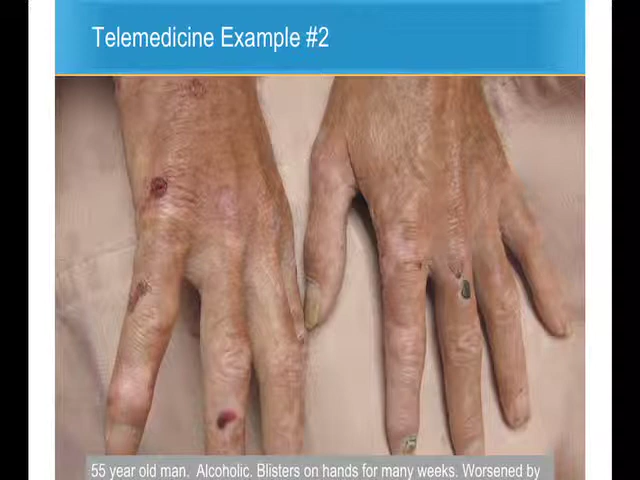 Telemedicine Example #2
55 year old man.  Alcoholic. Blisters on hands for many weeks. Worsened by